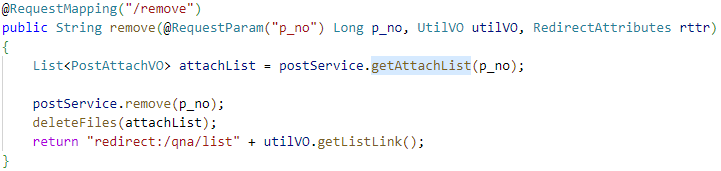 @RequestMapping("/remove")
public String remove(@RequestParam("p_no") Long p_no, UtilVO utilVO, RedirectAttributes rttr)
{
    List<PostAttachVO> attachList = postService.getAttachList(p_no);

    postService.remove(p_no);
    deleteFiles(attachList);
    return "redirect:/qna/list" + utilVO.getListLink();
}